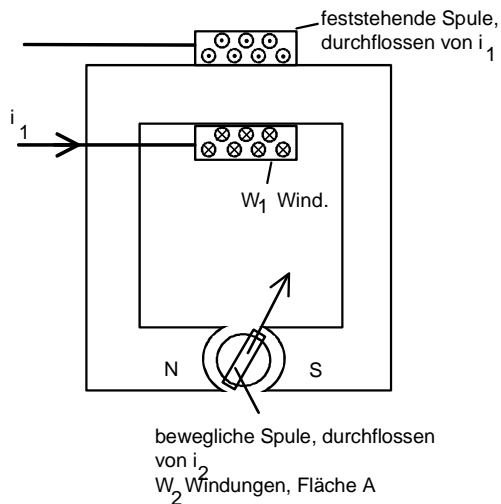 feststehende Spule,
durchflossen von i1
i1
W1 Wind.
N
S
bewegliche Spule, durchflossen
von i2
W2 Windungen, Fläche A